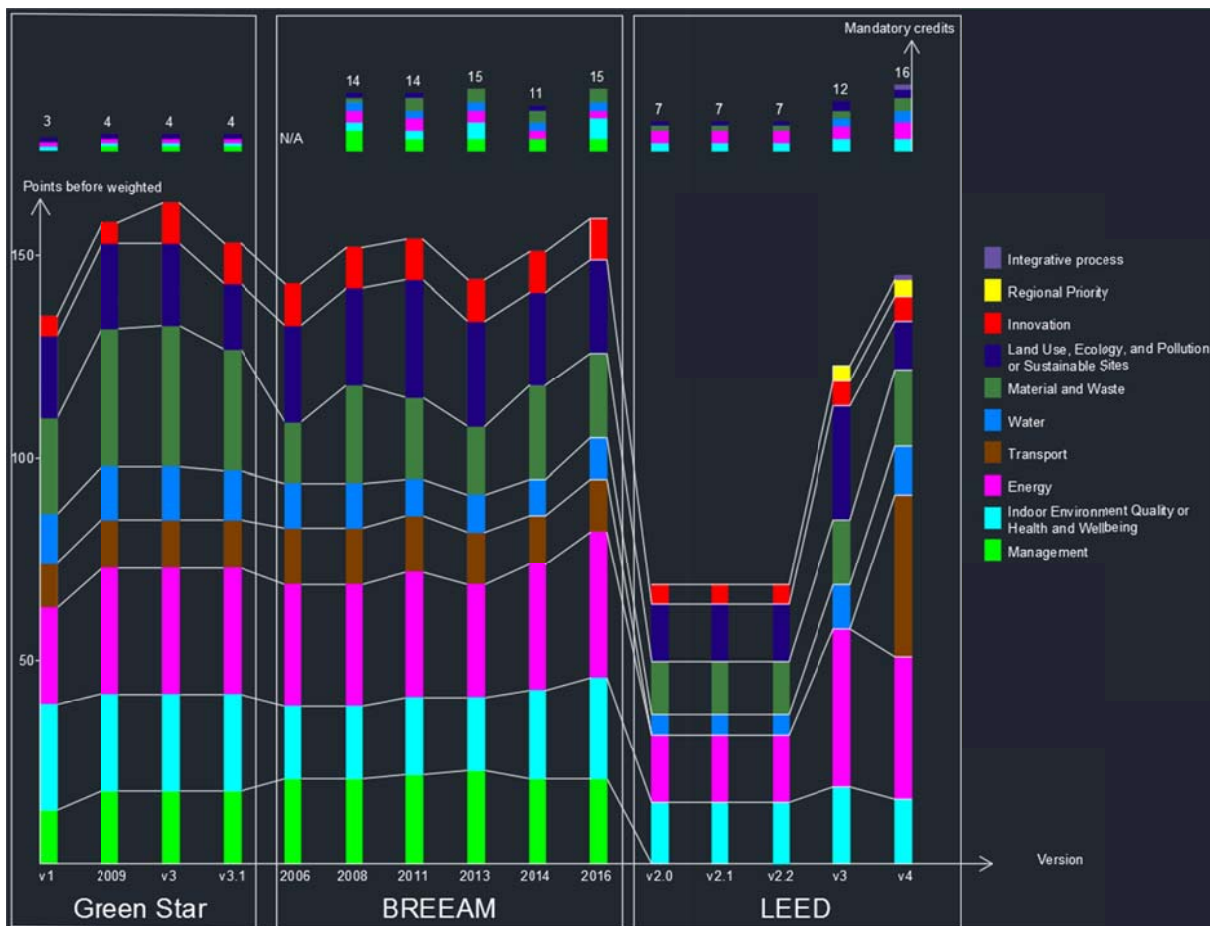 Mandatory credits
3
4
4
4
N/A
14
14
15
11
15
7
7
7
12
16
Points before weighted
150
100
50
Integrative process
Regional Priority
Innovation
Land Use, Ecology, and Pollution
or Sustainable Sites
Material and Waste
Water
Transport
Energy
Indoor Environment Quality or
Health and Wellbeing
Management
Version
v1
2009
v3
v3.1
2006
2008
2011
2013
2014
2016
v2.0
v2.1
v2.2
v3
v4
Green Star
BREEAM
LEED